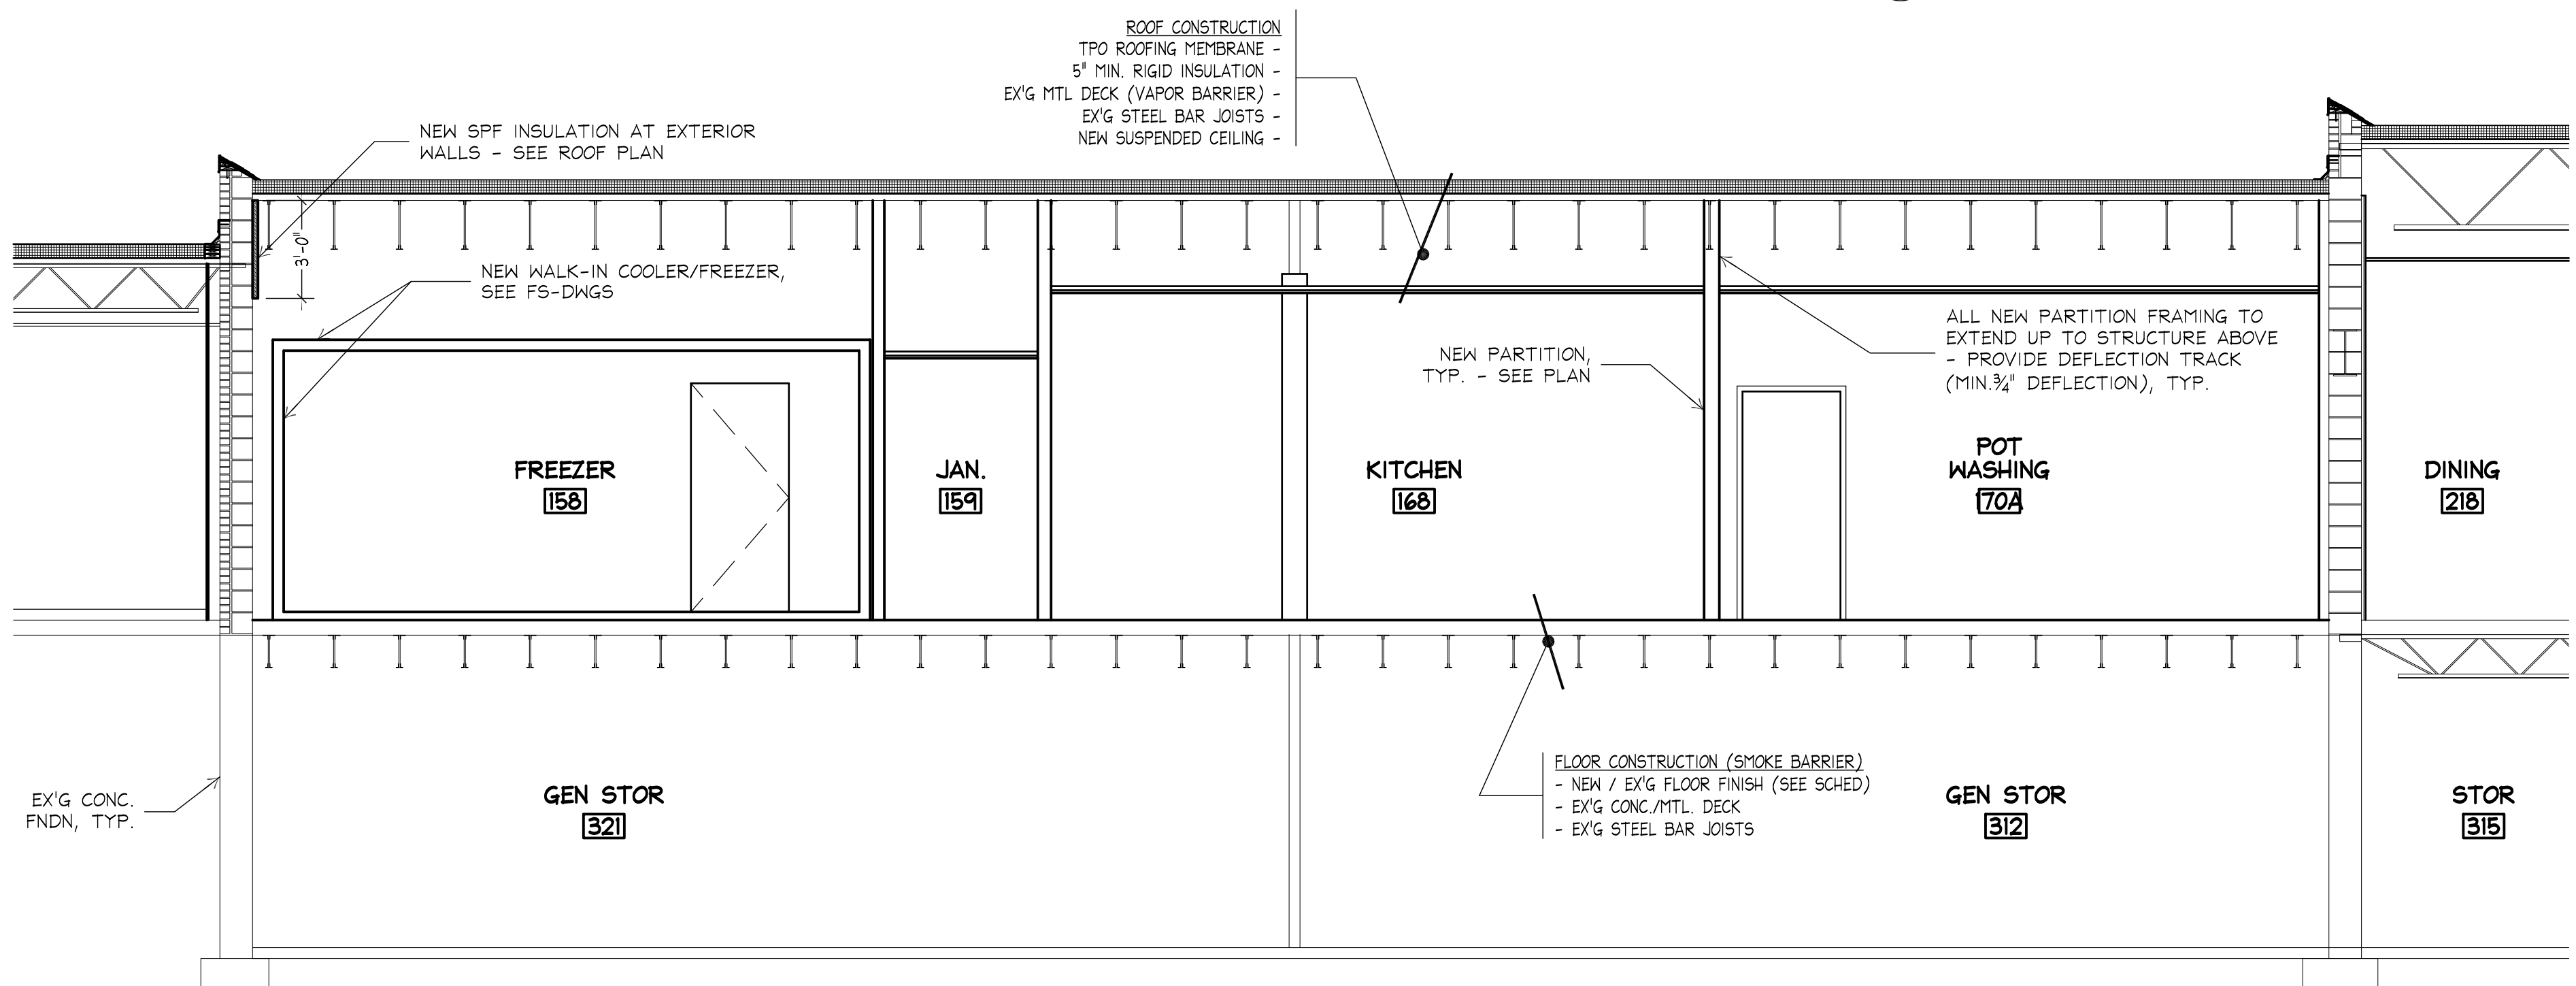 ROOF CONSTRUCTION
TPO ROOFING MEMBRANE -
5" MIN. RIGID INSULATION -
EX'G MTL DECK (VAPOR BARRIER) -
EX'G STEEL BAR JOISTS -
NEW SUSPENDED CEILING -
NEW SPF INSULATION AT EXTERIOR
WALLS - SEE ROOF PLAN
3'-0"
NEW WALK-IN COOLER/FREEZER,
SEE FS-DWGS
NEW PARTITION,
TYP. - SEE PLAN
ALL NEW PARTITION FRAMING TO
EXTEND UP TO STRUCTURE ABOVE
- PROVIDE DEFLECTION TRACK
(MIN.¾" DEFLECTION), TYP.
FREEZER
158
JAN.
159
KITCHEN
168
POT
WASHING
170A
DINING
218
EX'G CONC.
FNDN, TYP.
GEN STOR
321
FLOOR CONSTRUCTION (SMOKE BARRIER)
- NEW / EX'G FLOOR FINISH (SEE SCHED)
- EX'G CONC./MTL. DECK
- EX'G STEEL BAR JOISTS
GEN STOR
312
STOR
315